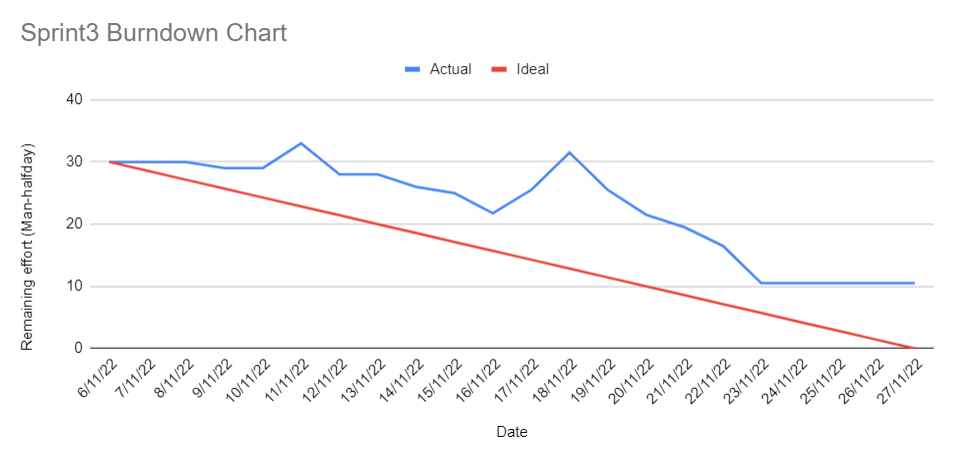 Sprint3 Burndown Chart
Actual Ideal
Remaining effort (Man-halfday)
40
30
20
10
0
6/11/22 7/11/22 8/11/22 9/11/22 10/11/22 11/11/22 12/11/22 13/11/22 14/11/22 15/11/22 16/11/22 17/11/22 18/11/22 19/11/22 20/11/22 21/11/22 22/11/22 23/11/22 24/11/22 25/11/22 26/11/22 27/11/22
Date